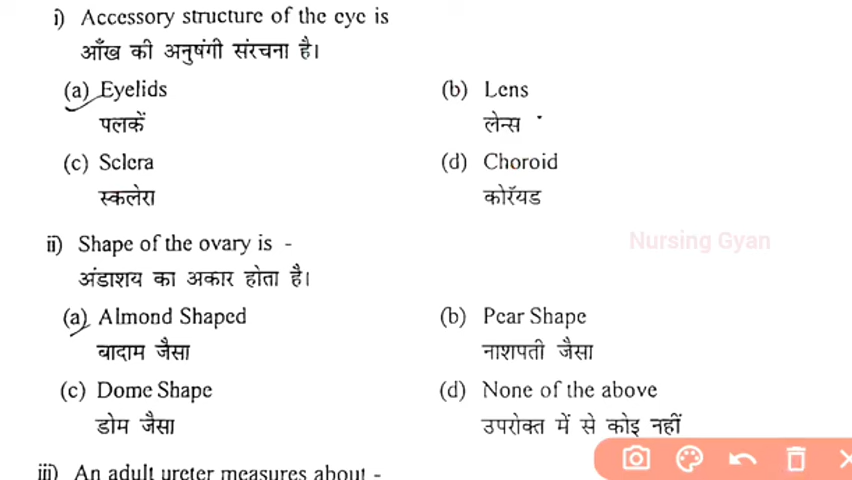 i) Accessory structure of the eye is
आँख की अनुषंगी संरचना है।
(a) Eyelids (b) Lens
पलकें लेन्स
(c) Sclera (d) Choroid
स्कलेरा कोरॅयड
Nursing Gyan
ii) Shape of the ovary is -
अंडाशय का अकार होता है।
(a) Almond Shaped (b) Pear Shape
बादाम जैसा नाशपती जैसा
(c) Dome Shape (d) None of the above
डोम जैसा उपरोक्त में से कोइ नहीं
iii) An adult ureter measures about -